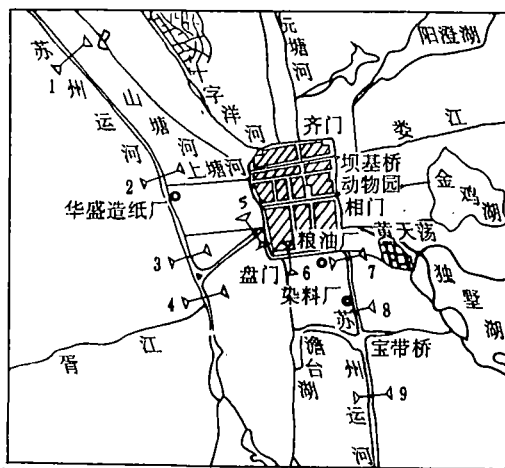 苏州运河
1
山塘河
十字洋河
元塘河
阳澄湖
齐门
娄江
2
上塘河
坝基桥
动物园
金鸡湖
华盛造纸厂
相门
5
粮油厂
黄天荡
独墅湖
3
盘门
6
7
4
染料厂
8
胥江
澹台湖
宝带桥
苏州运河
9